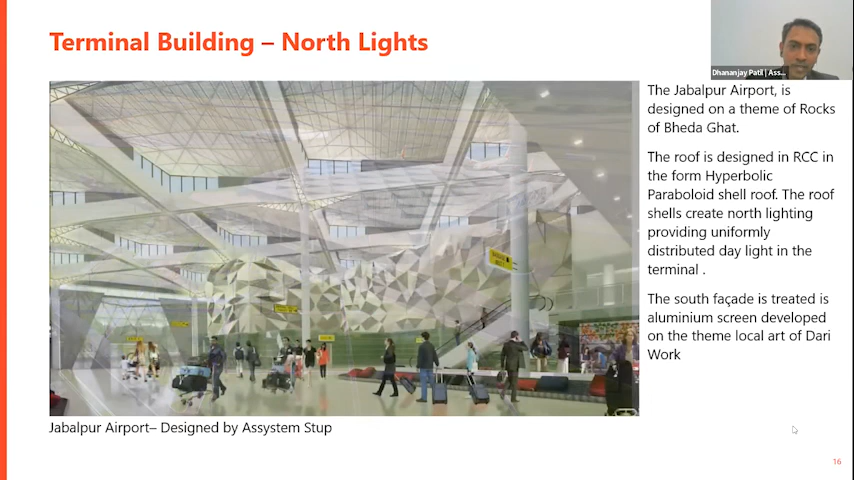 Terminal Building – North Lights
Dhananjay Patil | Ass...
The Jabalpur Airport, is
designed on a theme of Rocks
of Bheda Ghat.
The roof is designed in RCC in
the form Hyperbolic
Paraboloid shell roof. The roof
shells create north lighting
providing uniformly
distributed day light in the
terminal .
The south façade is treated is
aluminium screen developed
on the theme local art of Dari
Work
Jabalpur Airport– Designed by Assystem Stup
16